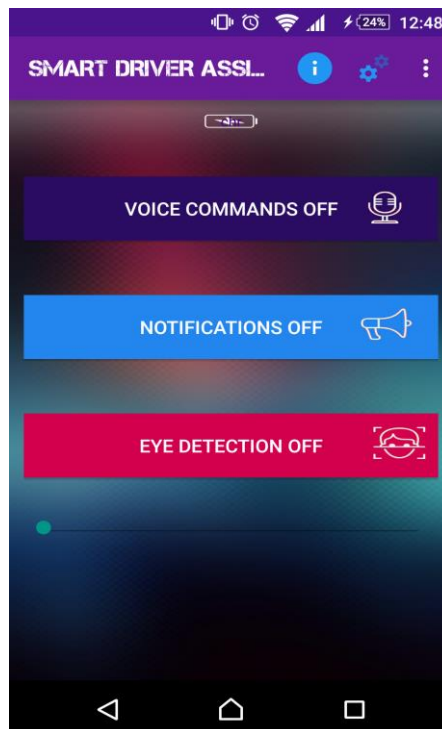 24% 12:48
SMART DRIVER ASSI...
i
VOICE COMMANDS OFF
NOTIFICATIONS OFF
EYE DETECTION OFF